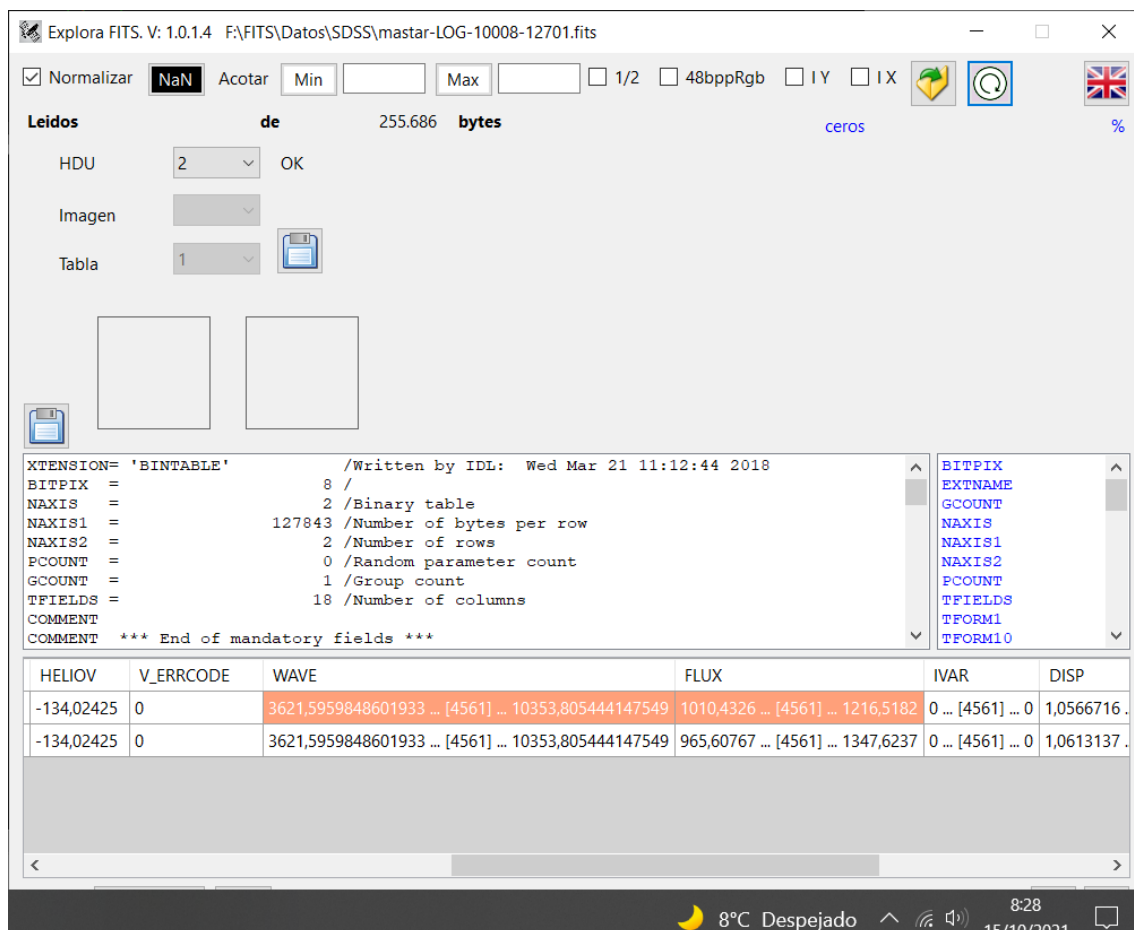 Explora FITS. V: 1.0.1.4 F:\FITS\Datos\SDSS\mastar-LOG-10008-12701.fits
Normalizar NaN Acotar Min Max 1/2 48bppRgb I Y I X
Leidos de 255.686 bytes ceros %
HDU 2 OK
Imagen
Tabla 1
XTENSION= 'BINTABLE' /Written by IDL: Wed Mar 21 11:12:44 2018
BITPIX = 8 /
NAXIS = 2 /Binary table
NAXIS1 = 127843 /Number of bytes per row
NAXIS2 = 2 /Number of rows
PCOUNT = 0 /Random parameter count
GCOUNT = 1 /Group count
TFIELDS = 18 /Number of columns
COMMENT
COMMENT *** End of mandatory fields ***
BITPIX
EXTNAME
GCOUNT
NAXIS
NAXIS1
NAXIS2
PCOUNT
TFIELDS
TFORM1
TFORM10
HELIOV V_ERRCODE WAVE FLUX IVAR DISP
-134,02425 0 3621,5959848601933 ... [4561] ... 10353,805444147549 1010,4326 ... [4561] ... 1216,5182 0 ... [4561] ... 0 1,0566716 .
-134,02425 0 3621,5959848601933 ... [4561] ... 10353,805444147549 965,60767 ... [4561] ... 1347,6237 0 ... [4561] ... 0 1,0613137 .
8°C Despejado 8:28
15/10/2021